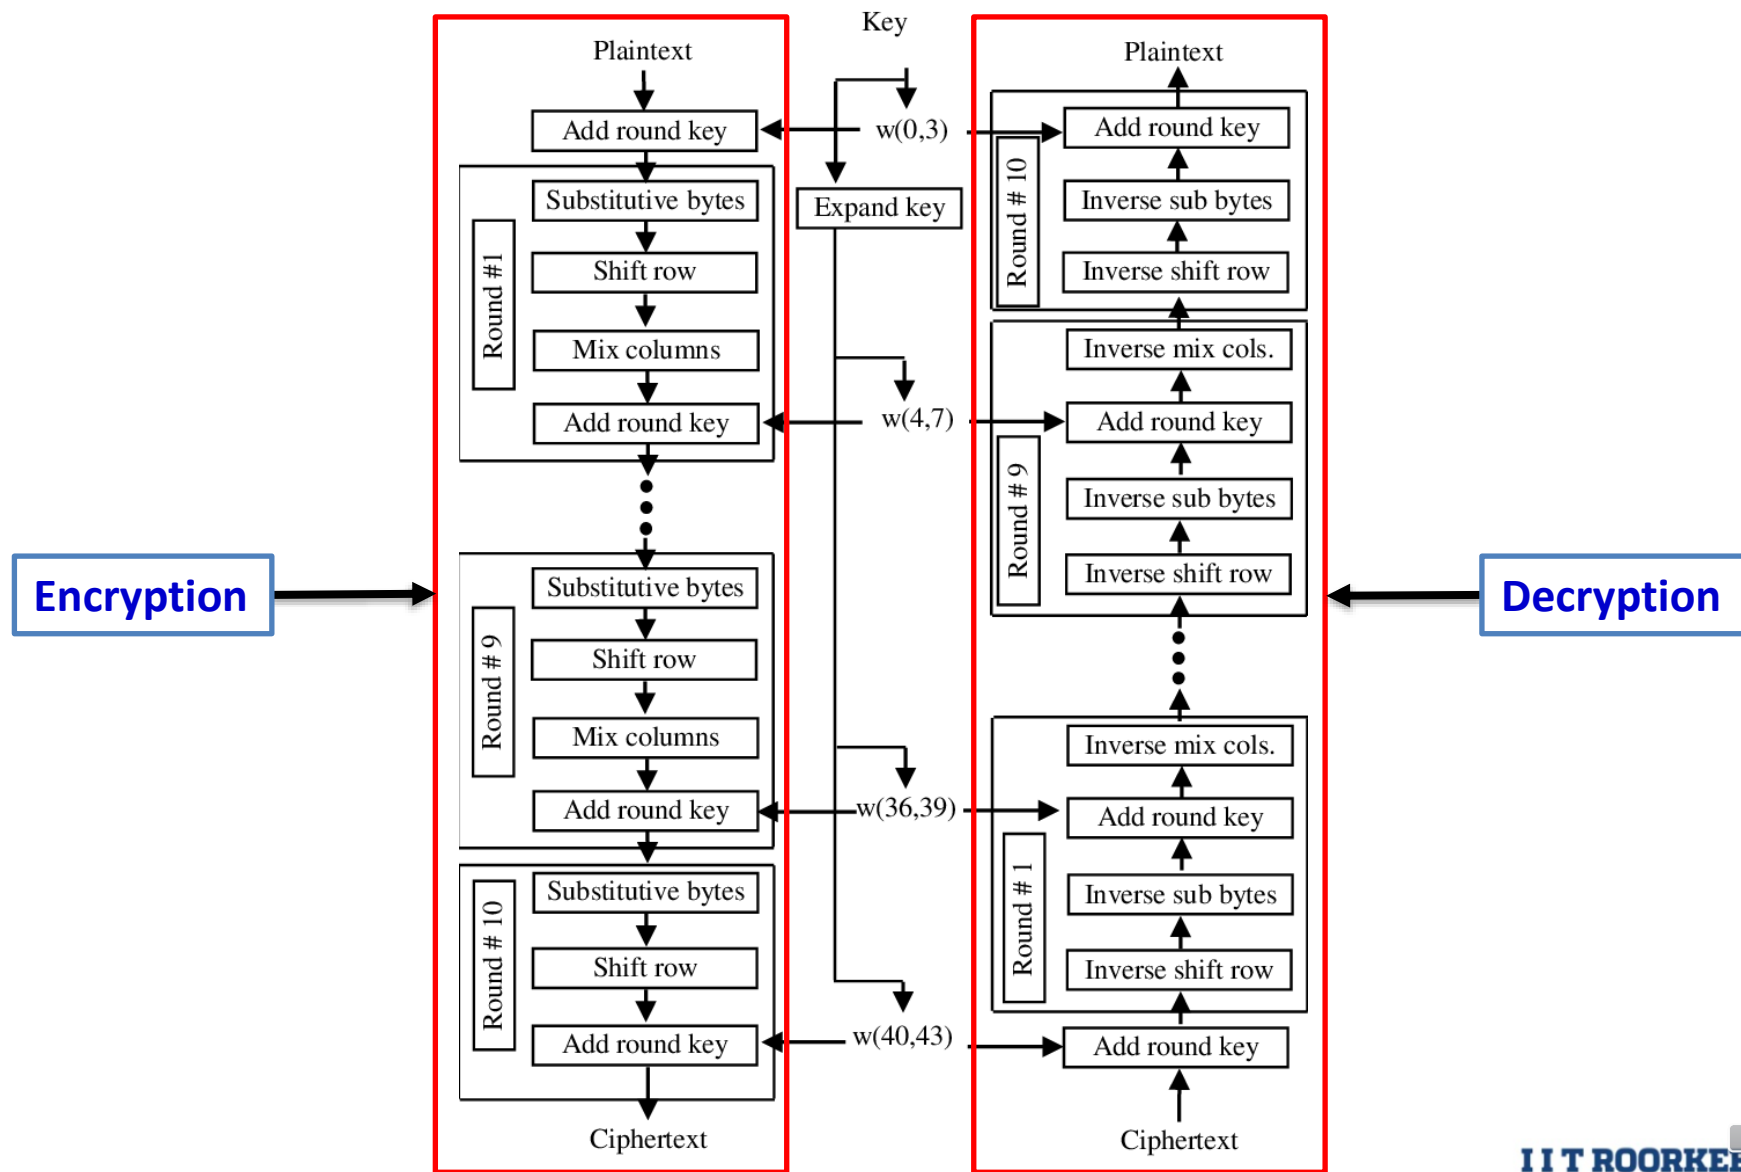 Encryption
Plaintext
Add round key
Round #1
Substitutive bytes
Shift row
Mix columns
Add round key
Round # 9
Substitutive bytes
Shift row
Mix columns
Add round key
Round # 10
Substitutive bytes
Shift row
Add round key
Ciphertext
Key
w(0,3)
Expand key
w(4,7)
w(36,39)
w(40,43)
Plaintext
Round # 10
Add round key
Inverse sub bytes
Inverse shift row
Round # 9
Inverse mix cols.
Add round key
Inverse sub bytes
Inverse shift row
Round # 1
Inverse mix cols.
Add round key
Inverse sub bytes
Inverse shift row
Add round key
Ciphertext
Decryption
I I T ROORKEE